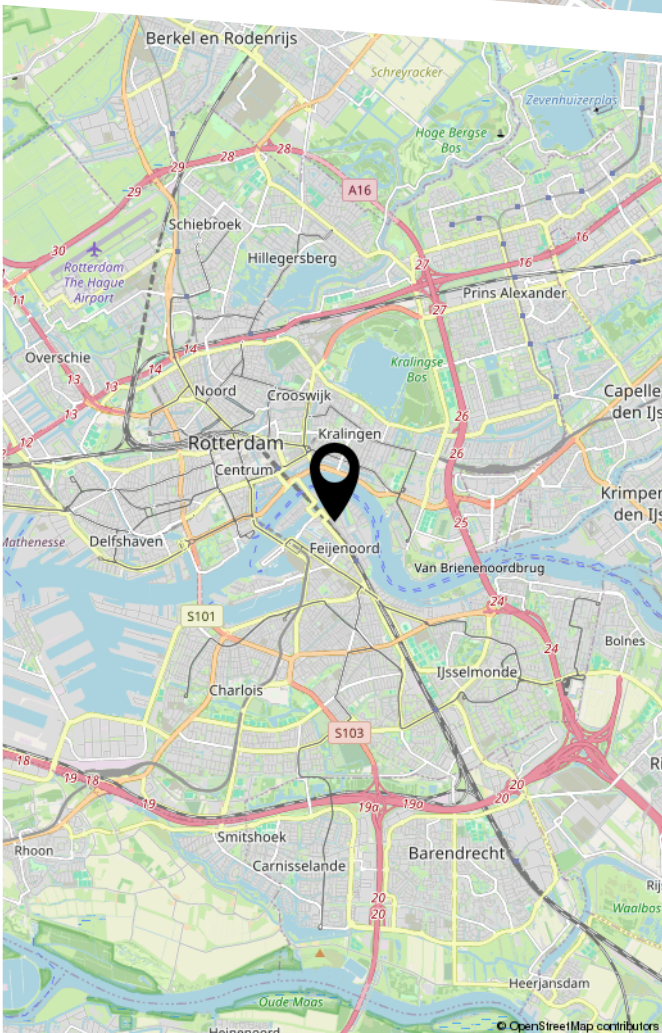 Berkel en Rodenrijs
Schreyracker
Zevenhuizerplas
Hoge Bergse
Bos
28
28
29
29
A16
Schiebroek
Hillegersberg
30
16
16
Rotterdam
The Hague
Airport
27
Prins Alexander
11
27
14
Overschie
13
13
14
Kralingse
Bos
Noord
Crooswijk
Capelle
den IJs
13
12
26
Rotterdam
Kralingen
26
Centrum
Krimpen
den IJs
25
Mathenesse
Delfshaven
Feijenoord
Van Brienenoordbrug
24
S101
Bolnes
24
IJsselmonde
Charlois
S103
18
19
18
19
Ri
20
20
19a
19a
Smitshoek
Rhoon
Carnisselande
Barendrecht
Rij
20
20
Waalbos
Heerjansdam
Oude Maas
© OpenStreetMap contributors
Heinenoord